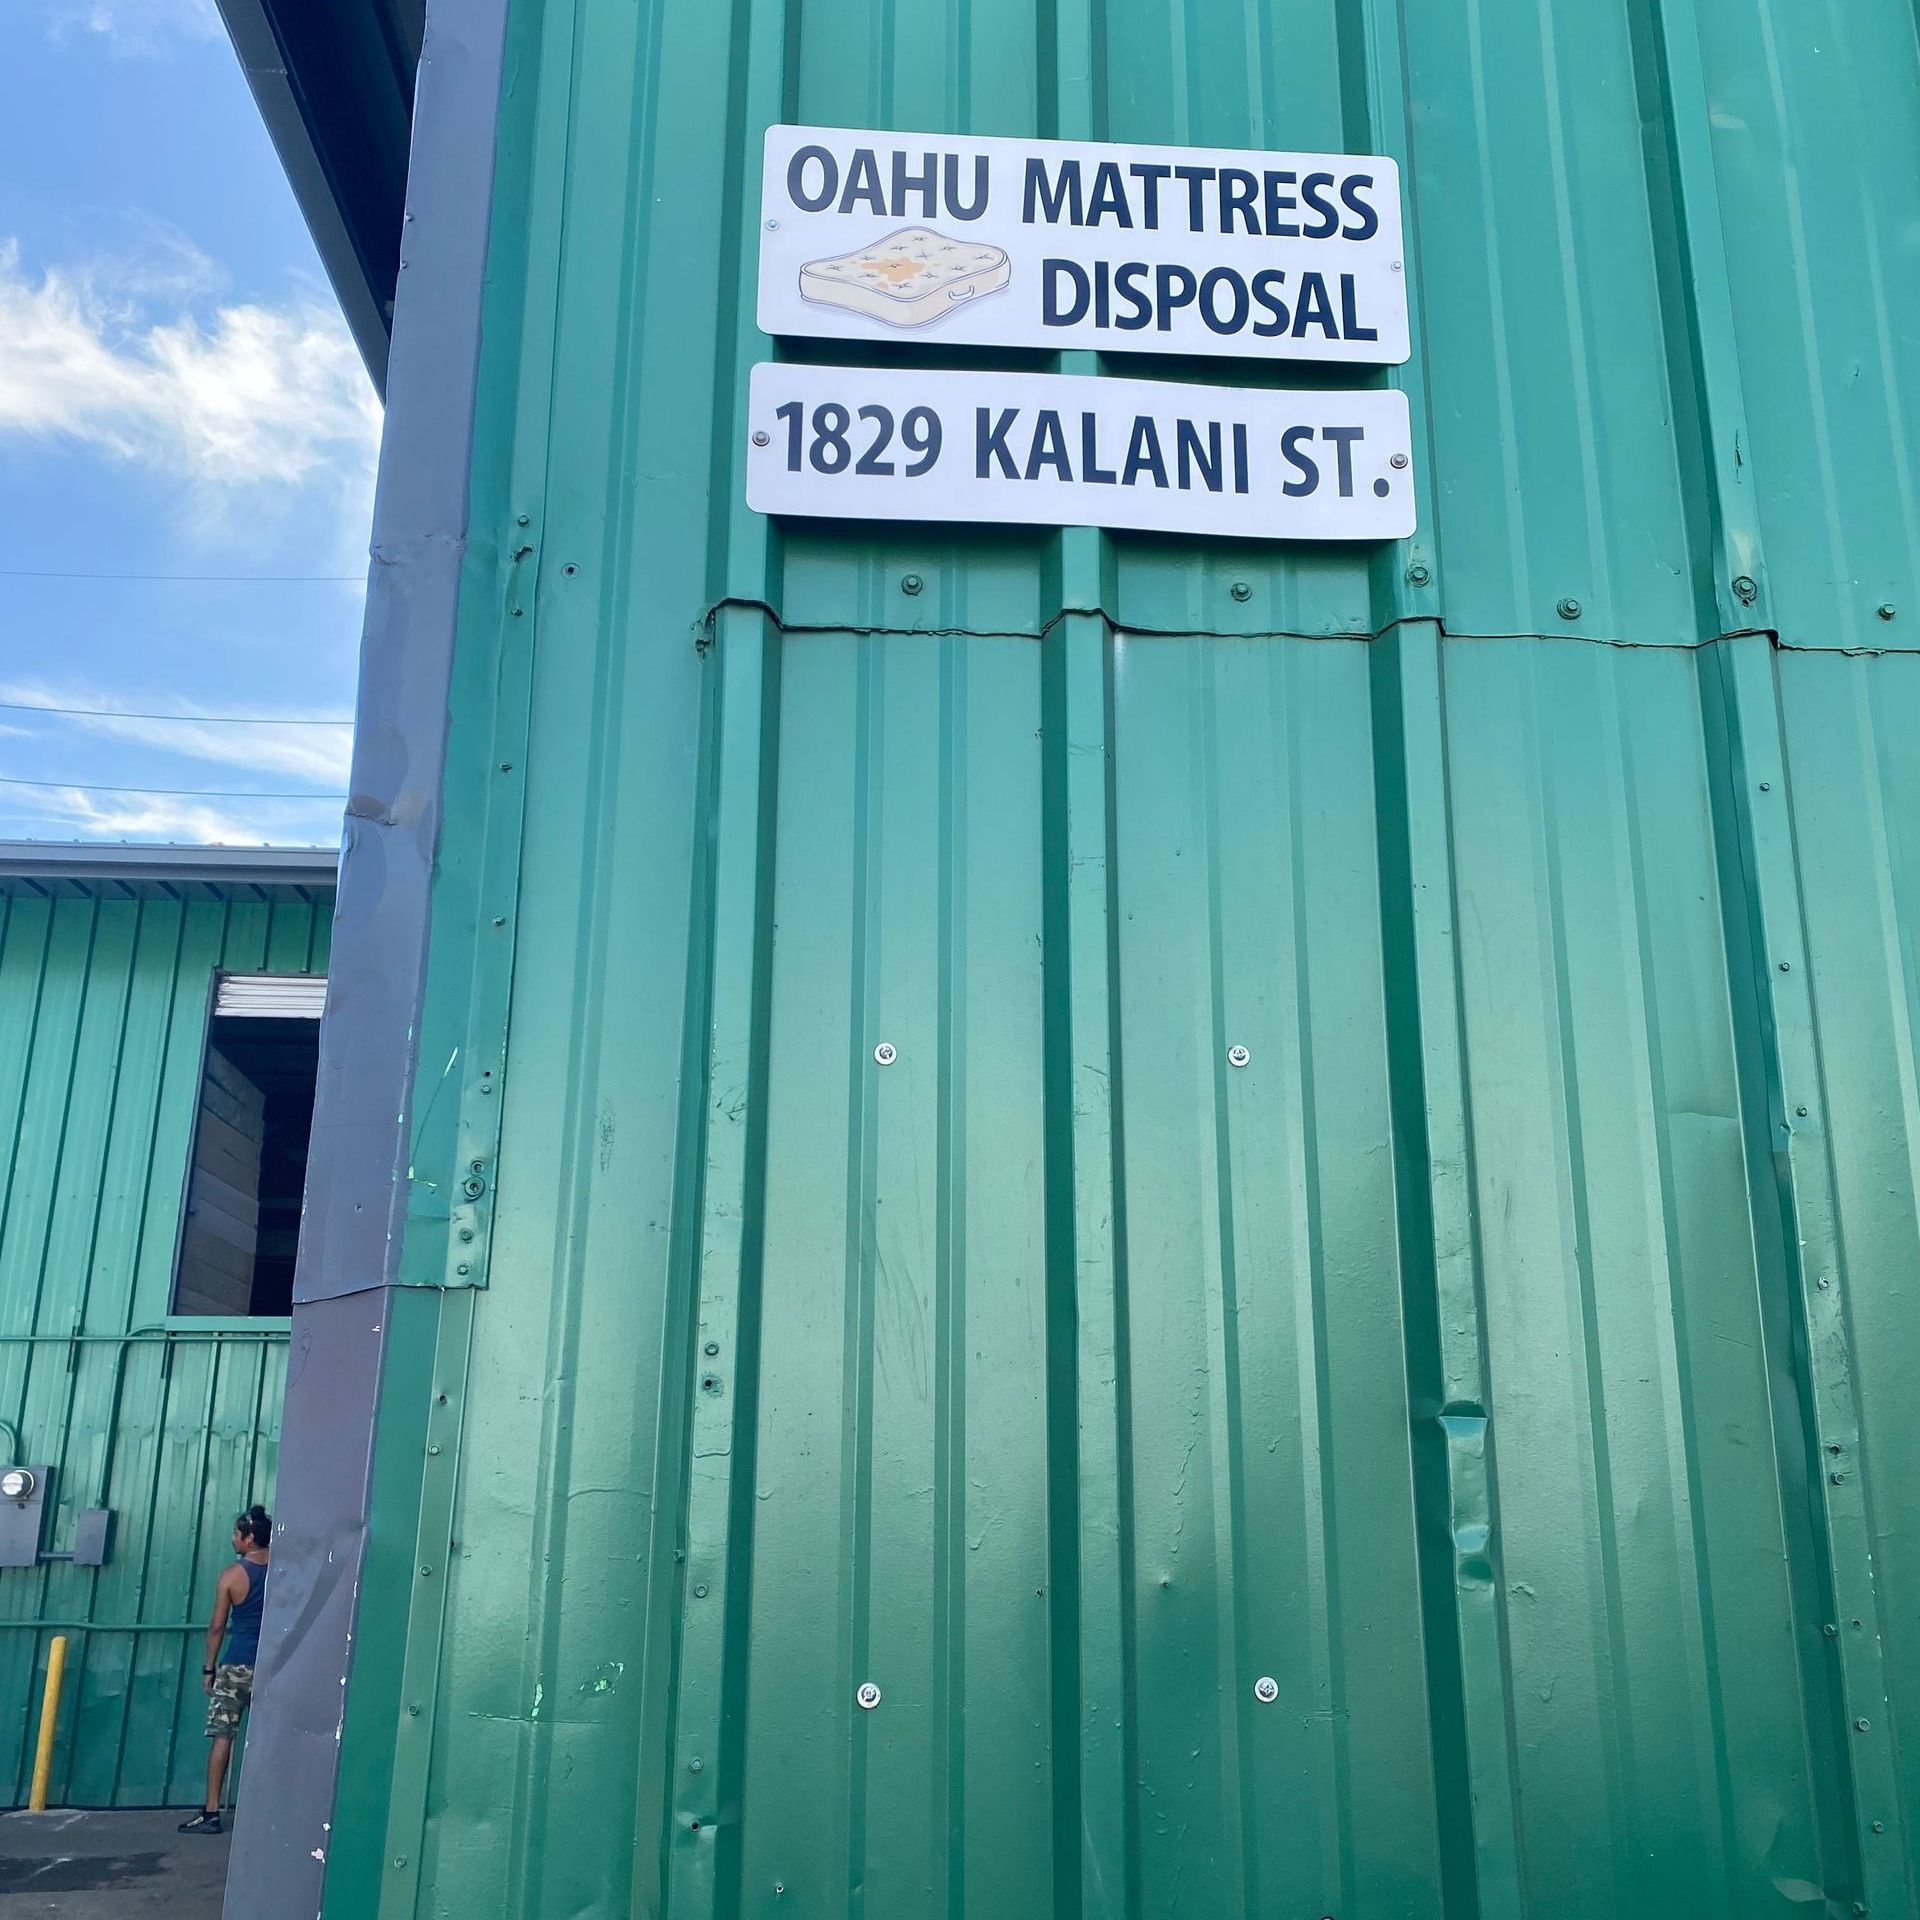 OAHU MATTRESS
DISPOSAL
1829 KALANI ST.